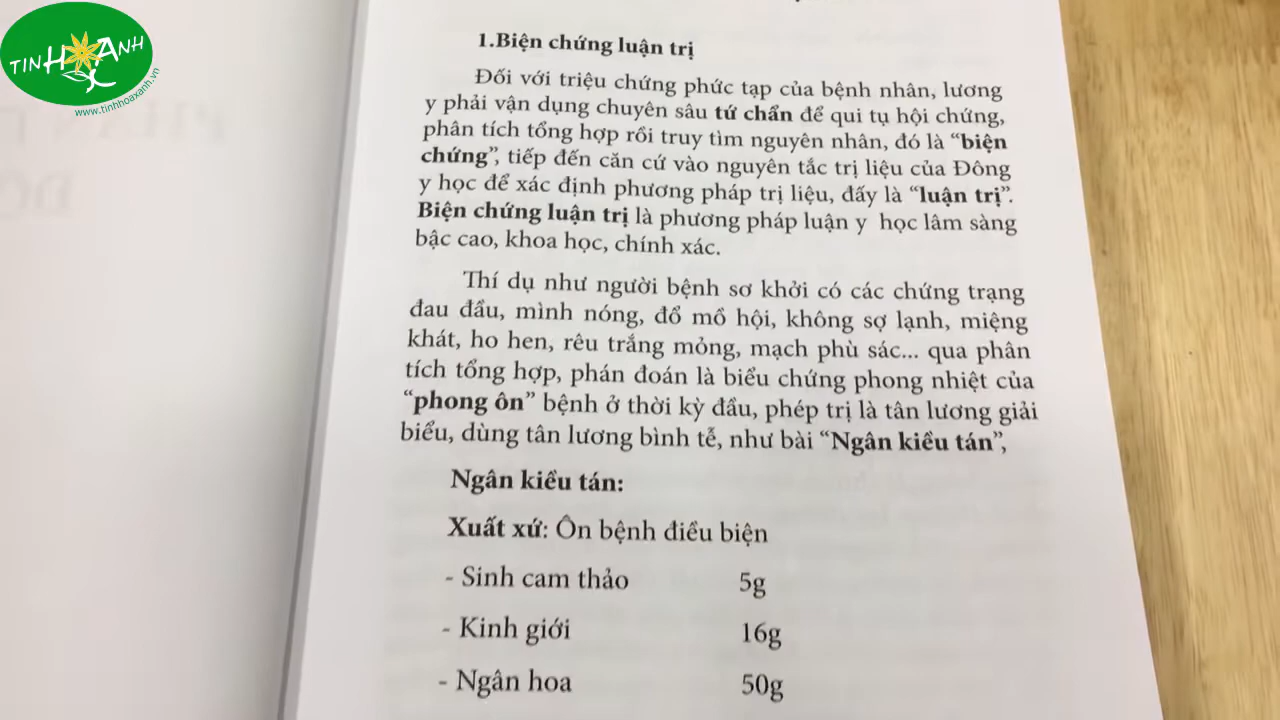 TINH HOA XANH
www.tinhhoaxanh.vn
1.Biện chứng luận trị
Đối với triệu chứng phức tạp của bệnh nhân, lương
y phải vận dụng chuyên sâu tứ chẩn để qui tụ hội chứng,
phân tích tổng hợp rồi truy tìm nguyên nhân, đó là “biện
chứng”, tiếp đến căn cứ vào nguyên tắc trị liệu của Đông
y học để xác định phương pháp trị liệu, đấy là “luận trị”.
Biện chứng luận trị là phương pháp luận y học lâm sàng
bậc cao, khoa học, chính xác.
Thí dụ như người bệnh sơ khởi có các chứng trạng
đau đầu, mình nóng, đổ mồ hội, không sợ lạnh, miệng
khát, ho hen, rêu trắng mỏng, mạch phù sác... qua phân
tích tổng hợp, phán đoán là biểu chứng phong nhiệt của
“phong ôn” bệnh ở thời kỳ đầu, phép trị là tân lương giải
biểu, dùng tân lương bình tễ, như bài “Ngân kiều tán”,
Ngân kiều tán:
Xuất xứ: Ôn bệnh điều biện
- Sinh cam thảo 5g
- Kinh giới 16g
- Ngân hoa 50g